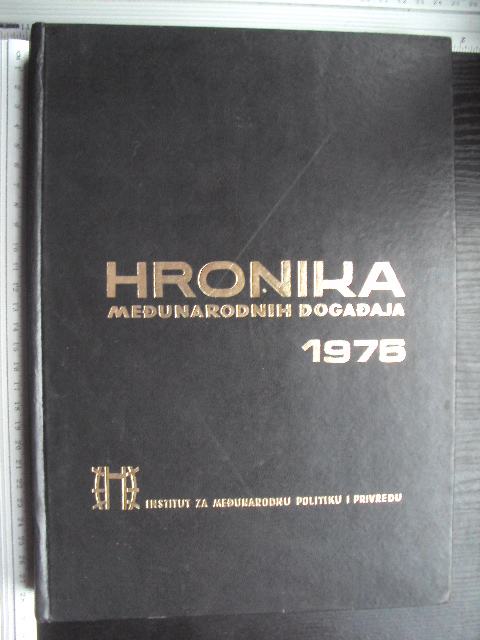 HRONIKA
MEĐUNARODNIH DOGAĐAJA
1976
INSTITUT ZA MEĐUNARODNU POLITIKU I PRIVREDU